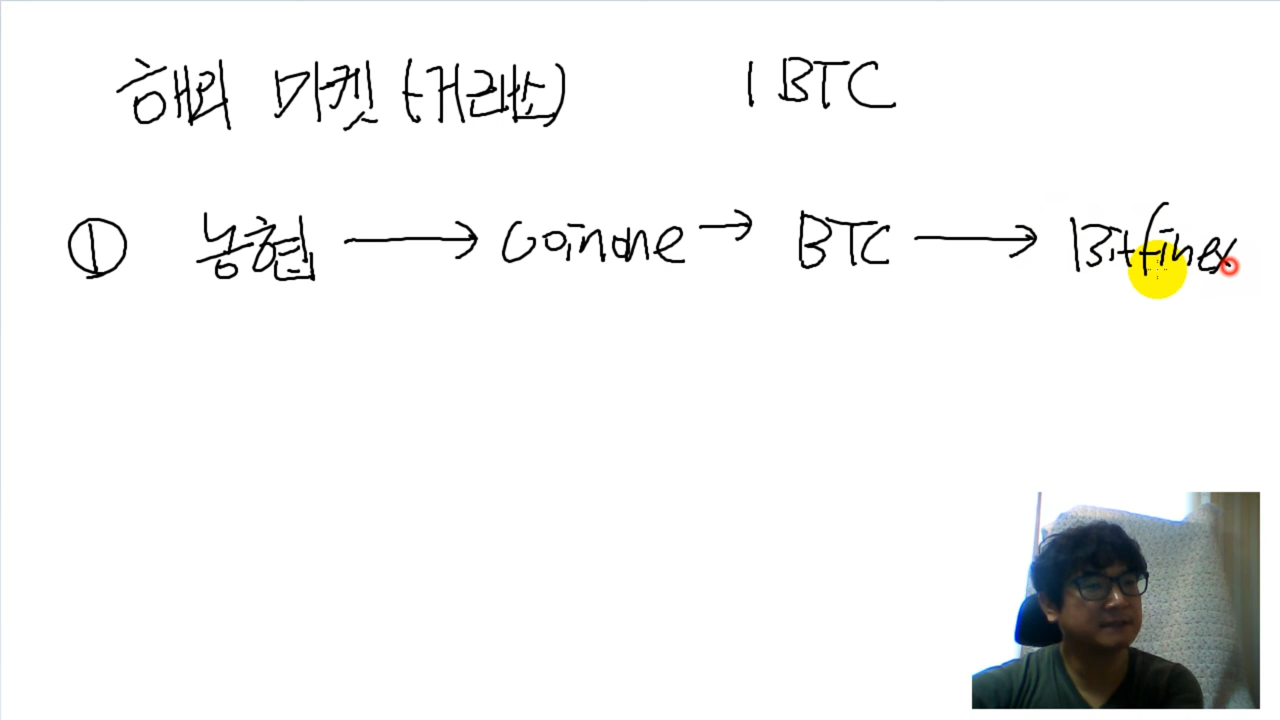 해외 마켓 (거래소) 1 BTC
① 농협 → Coinone → BTC → Bitfinex